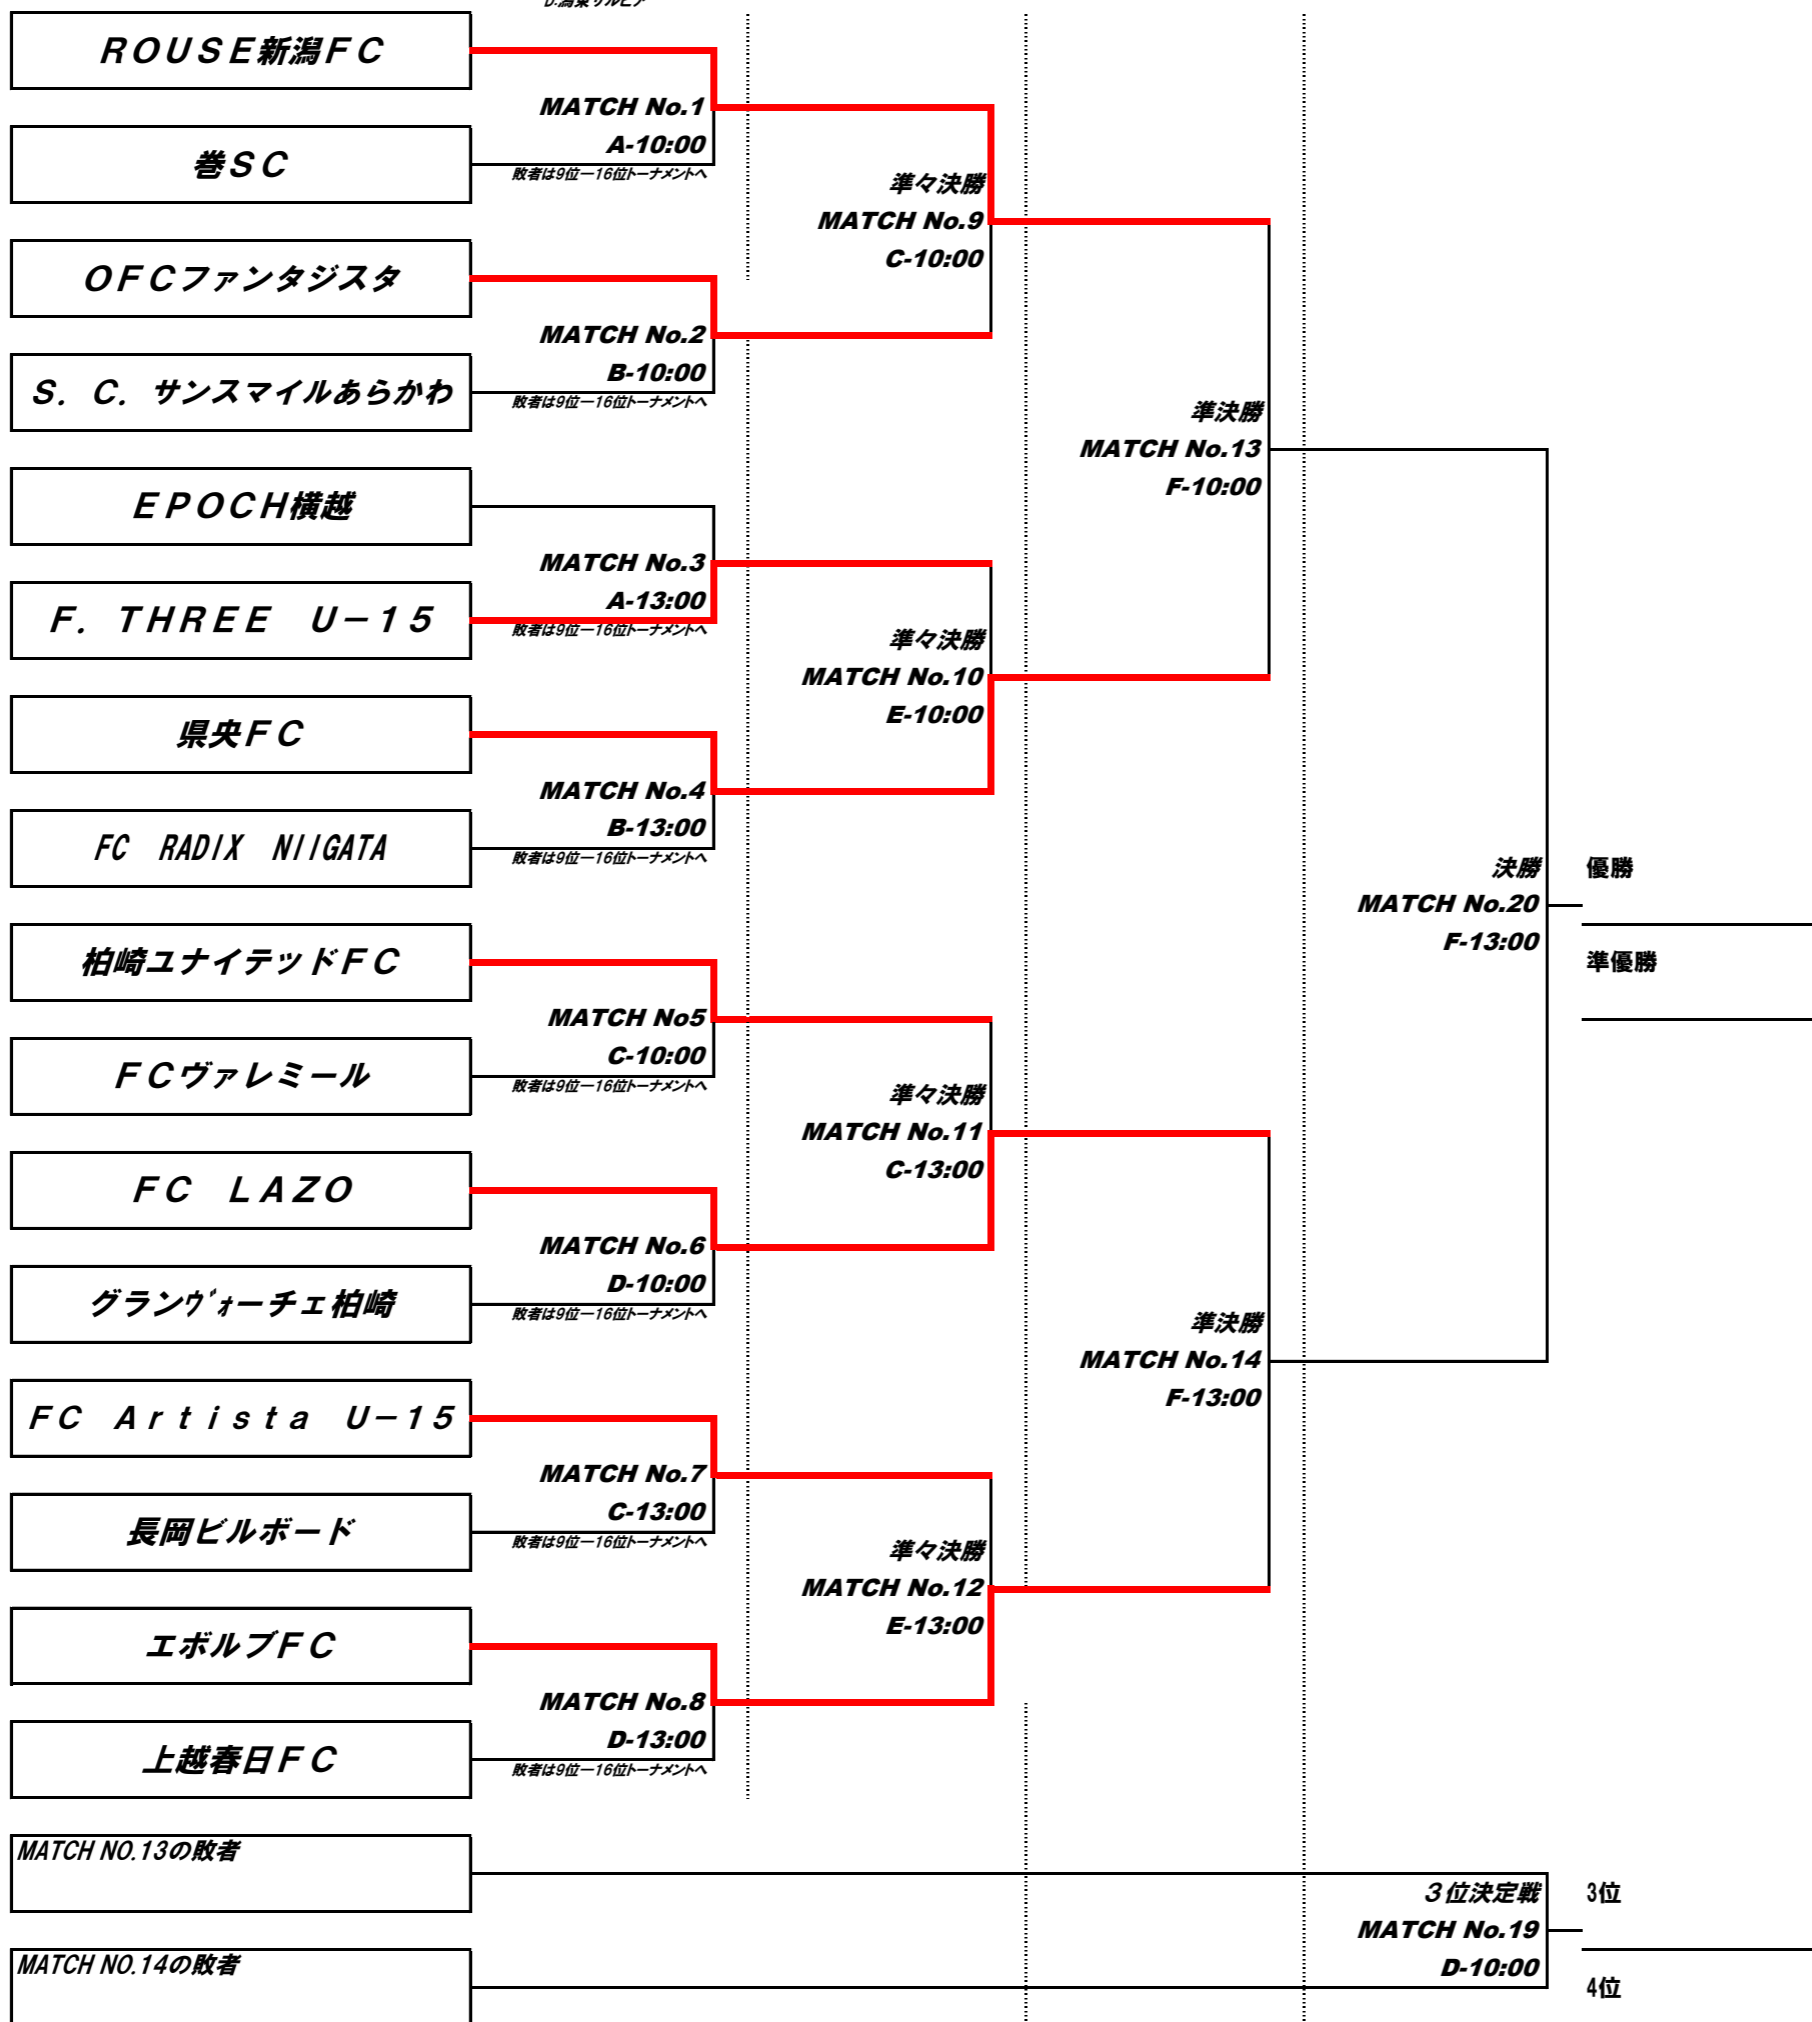 ROUSE新潟FC
MATCH No.1
A-10:00
巻SC
敗者は9位ー16位トーナメントへ
準々決勝
MATCH No.9
C-10:00
OFCファンタジスタ
MATCH No.2
B-10:00
S. C. サンスマイルあらかわ
敗者は9位ー16位トーナメントへ
準決勝
MATCH No.13
F-10:00
EPOCH横越
MATCH No.3
A-13:00
F. THREE U－15
敗者は9位ー16位トーナメントへ
準々決勝
MATCH No.10
E-10:00
県央FC
MATCH No.4
B-13:00
FC RADIX NIIGATA
敗者は9位ー16位トーナメントへ
決勝
優勝
MATCH No.20
F-13:00
準優勝
柏崎ユナイテッドFC
MATCH No5
C-10:00
FCヴァレミール
敗者は9位ー16位トーナメントへ
準々決勝
MATCH No.11
C-13:00
FC LAZO
MATCH No.6
D-10:00
グランヴォーチェ柏崎
敗者は9位ー16位トーナメントへ
準決勝
MATCH No.14
F-13:00
FC Artista U－15
MATCH No.7
C-13:00
長岡ビルボード
敗者は9位ー16位トーナメントへ
準々決勝
MATCH No.12
E-13:00
エボルブFC
MATCH No.8
D-13:00
上越春日FC
敗者は9位ー16位トーナメントへ
MATCH NO.13の敗者
３位決定戦
3位
MATCH No.19
D-10:00
MATCH NO.14の敗者
4位